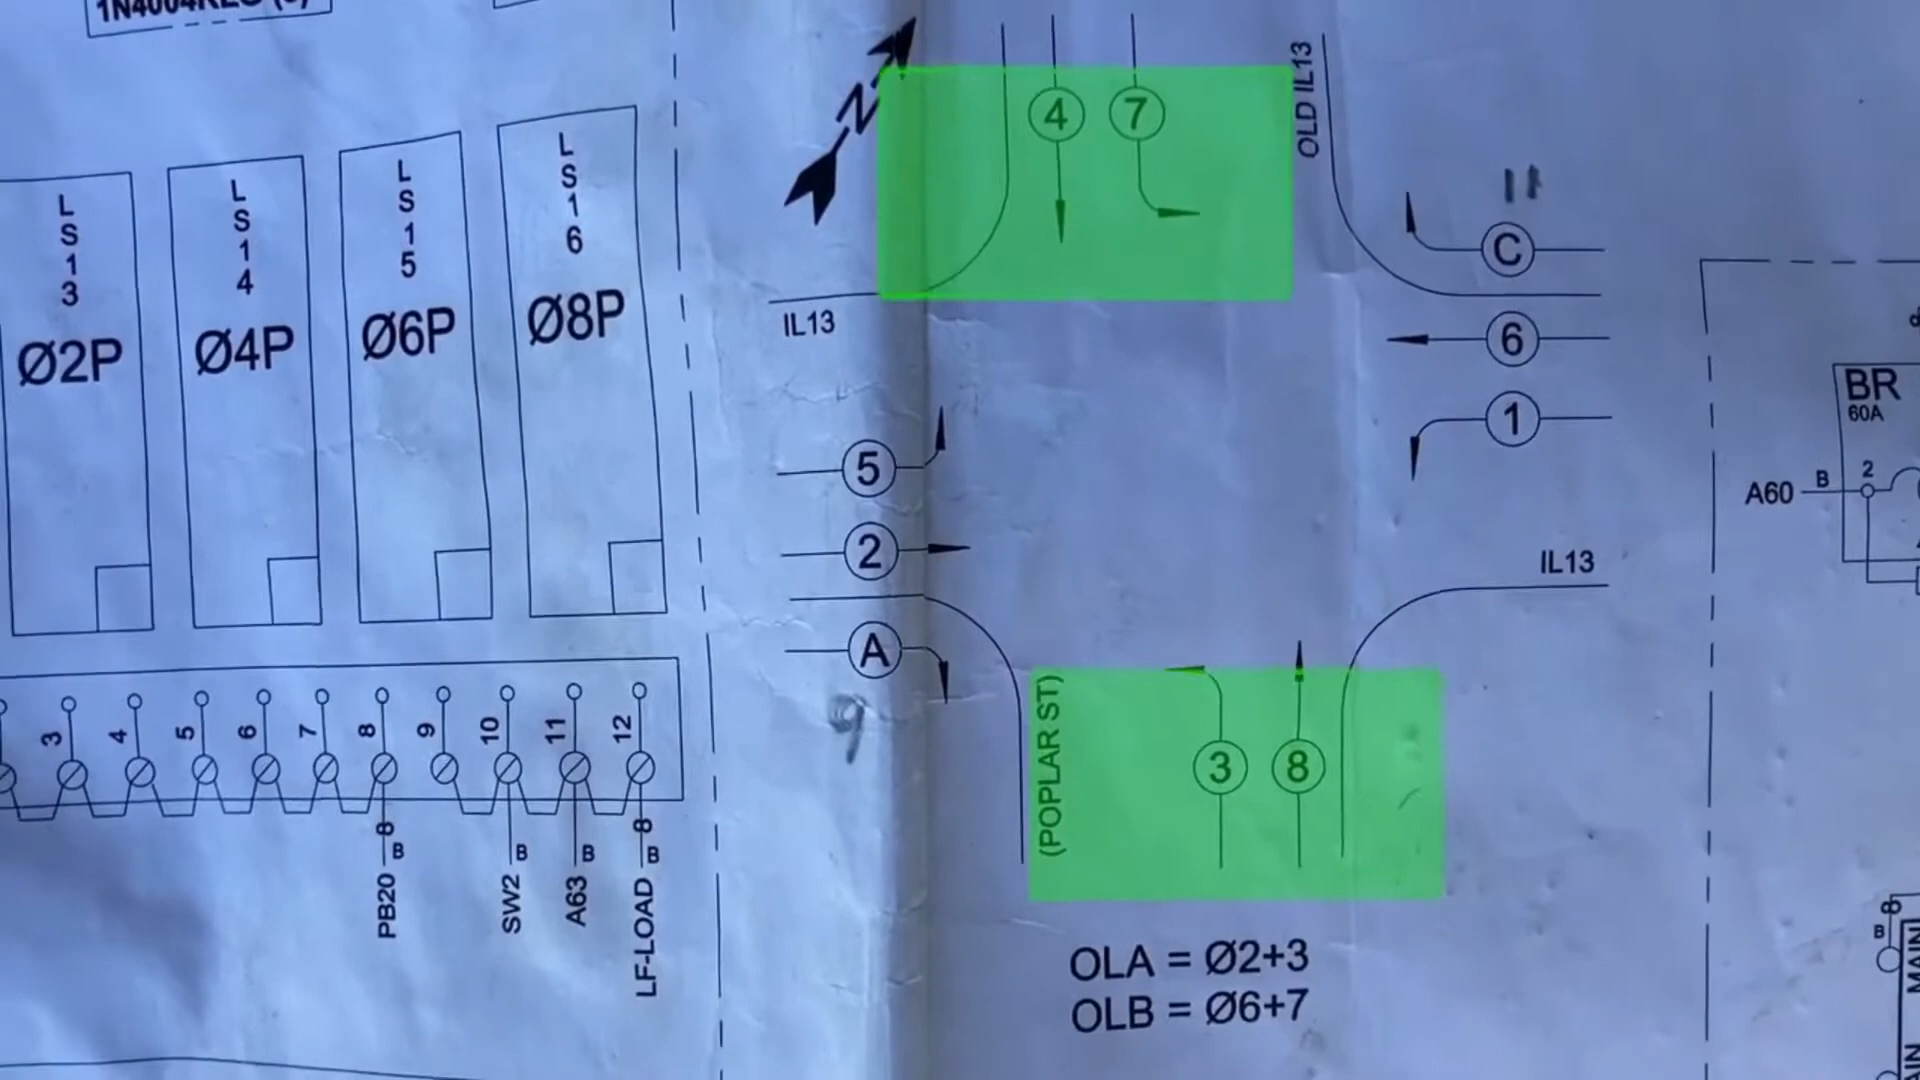 N
OLD IL13
4
7
LS13
Ø2P
LS14
Ø4P
LS15
Ø6P
LS16
Ø8P
IL13
C
6
1
5
2
A
IL13
BR
60A
A60
B
2
9
3
4
5
6
7
8
9
10
11
12
8
B
PB20
B
SW2
B
A63
8
B
LF-LOAD
(POPLAR ST)
3
8
OLA = Ø2+3
OLB = Ø6+7
8
B
MAIN